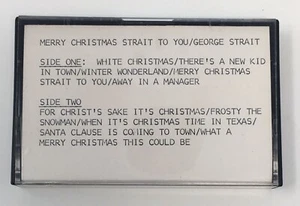 MERRY CHRISTMAS STRAIT TO YOU/GEORGE STRAIT
SIDE ONE: WHITE CHRISTMAS/THERE'S A NEW KID
IN TOWN/WINTER WONDERLAND/MERRY CHRISTMAS
STRAIT TO YOU/AWAY IN A MANAGER
SIDE TWO
FOR CHRIST'S SAKE IT'S CHRISTMAS/FROSTY THE
SNOWMAN/WHEN IT'S CHRISTMAS TIME IN TEXAS/
SANTA CLAUSE IS COMING TO TOWN/WHAT A
MERRY CHRISTMAS THIS COULD BE